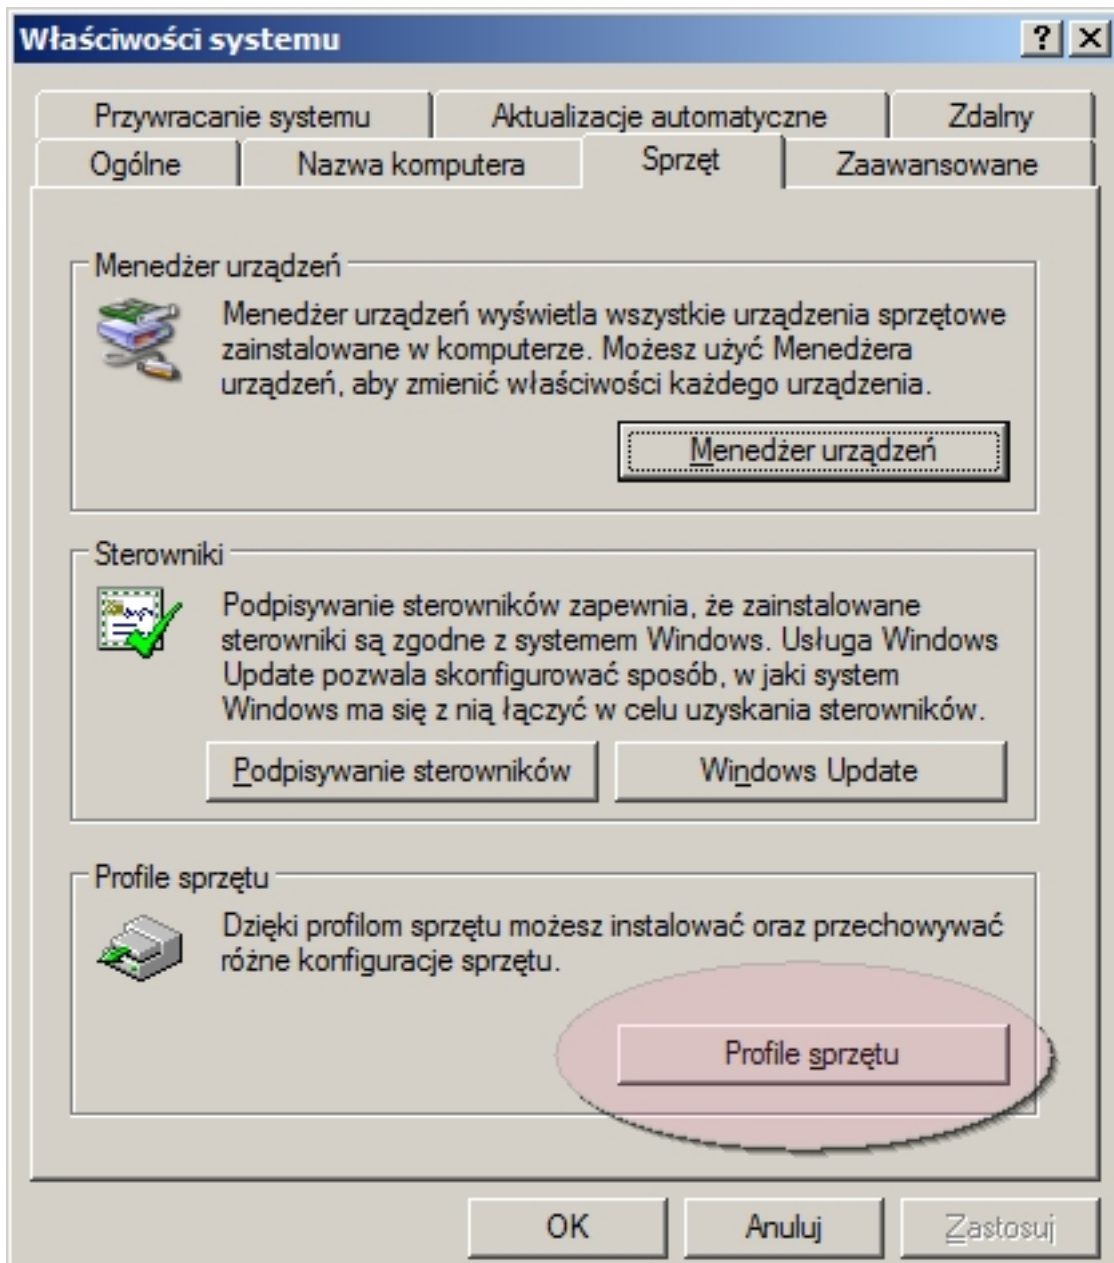 Właściwości systemu
Przywracanie systemu Aktualizacje automatyczne Zdalny
Ogólne Nazwa komputera Sprzęt Zaawansowane
Menedżer urządzeń
Menedżer urządzeń wyświetla wszystkie urządzenia sprzętowe
zainstalowane w komputerze. Możesz użyć Menedżera
urządzeń, aby zmienić właściwości każdego urządzenia.
Menedżer urządzeń
Sterowniki
Podpisywanie sterowników zapewnia, że zainstalowane
sterowniki są zgodne z systemem Windows. Usługa Windows
Update pozwala skonfigurować sposób, w jaki system
Windows ma się z nią łączyć w celu uzyskania sterowników.
Podpisywanie sterowników Windows Update
Profile sprzętu
Dzięki profilom sprzętu możesz instalować oraz przechowywać
różne konfiguracje sprzętu.
Profile sprzętu
OK Anuluj Zastosuj